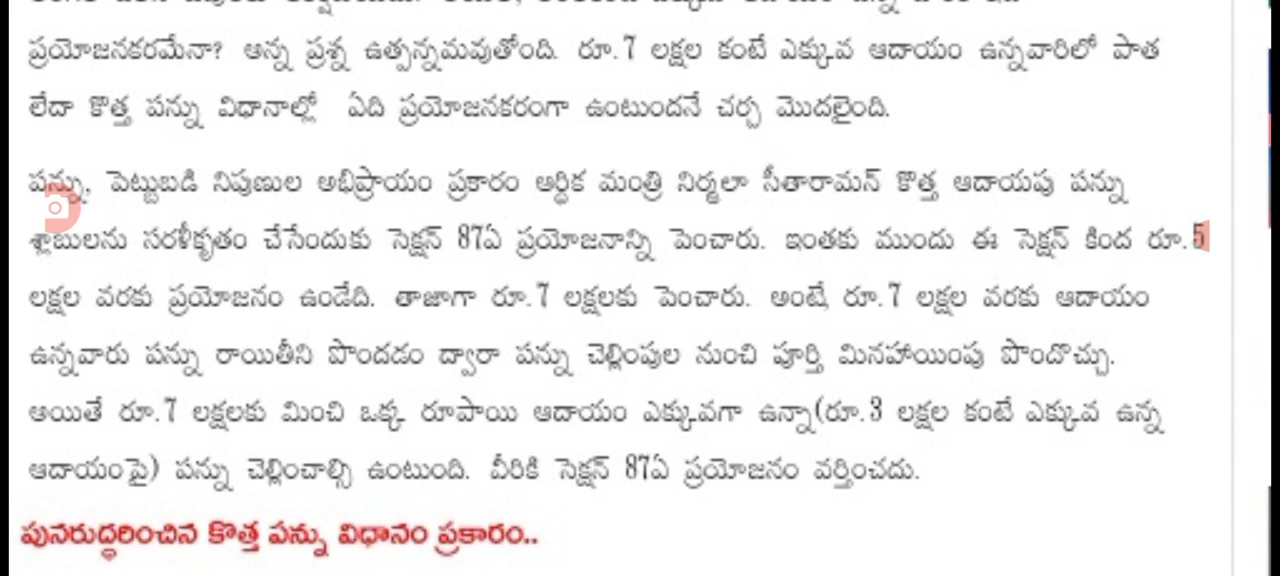 ప్రయోజనకరమేనా? అన్న ప్రశ్న ఉత్పన్నమవుతోంది. రూ.7 లక్షల కంటే ఎక్కువ ఆదాయం ఉన్నవారిలో పాత
లేదా కొత్త పన్ను విధానాల్లో ఏది ప్రయోజనకరంగా ఉంటుందనే చర్చ మొదలైంది.
పన్ను, పెట్టుబడి నిపుణుల అభిప్రాయం ప్రకారం ఆర్థిక మంత్రి నిర్మలా సీతారామన్ కొత్త ఆదాయపు పన్ను
శ్లాబులను సరళీకృతం చేసేందుకు సెక్షన్ 87ఏ ప్రయోజనాన్ని పెంచారు. ఇంతకు ముందు ఈ సెక్షన్ కింద రూ.5
లక్షల వరకు ప్రయోజనం ఉండేది. తాజాగా రూ.7 లక్షలకు పెంచారు. అంటే, రూ.7 లక్షల వరకు ఆదాయం
ఉన్నవారు పన్ను రాయితీని పొందడం ద్వారా పన్ను చెల్లింపుల నుంచి పూర్తి మినహాయింపు పొందొచ్చు.
అయితే రూ.7 లక్షలకు మించి ఒక్క రూపాయి ఆదాయం ఎక్కువగా ఉన్నా(రూ.3 లక్షల కంటే ఎక్కువ ఉన్న
ఆదాయంపై) పన్ను చెల్లించాల్సి ఉంటుంది. వీరికి సెక్షన్ 87ఏ ప్రయోజనం వర్తించదు.
పునరుద్ధరించిన కొత్త పన్ను విధానం ప్రకారం..